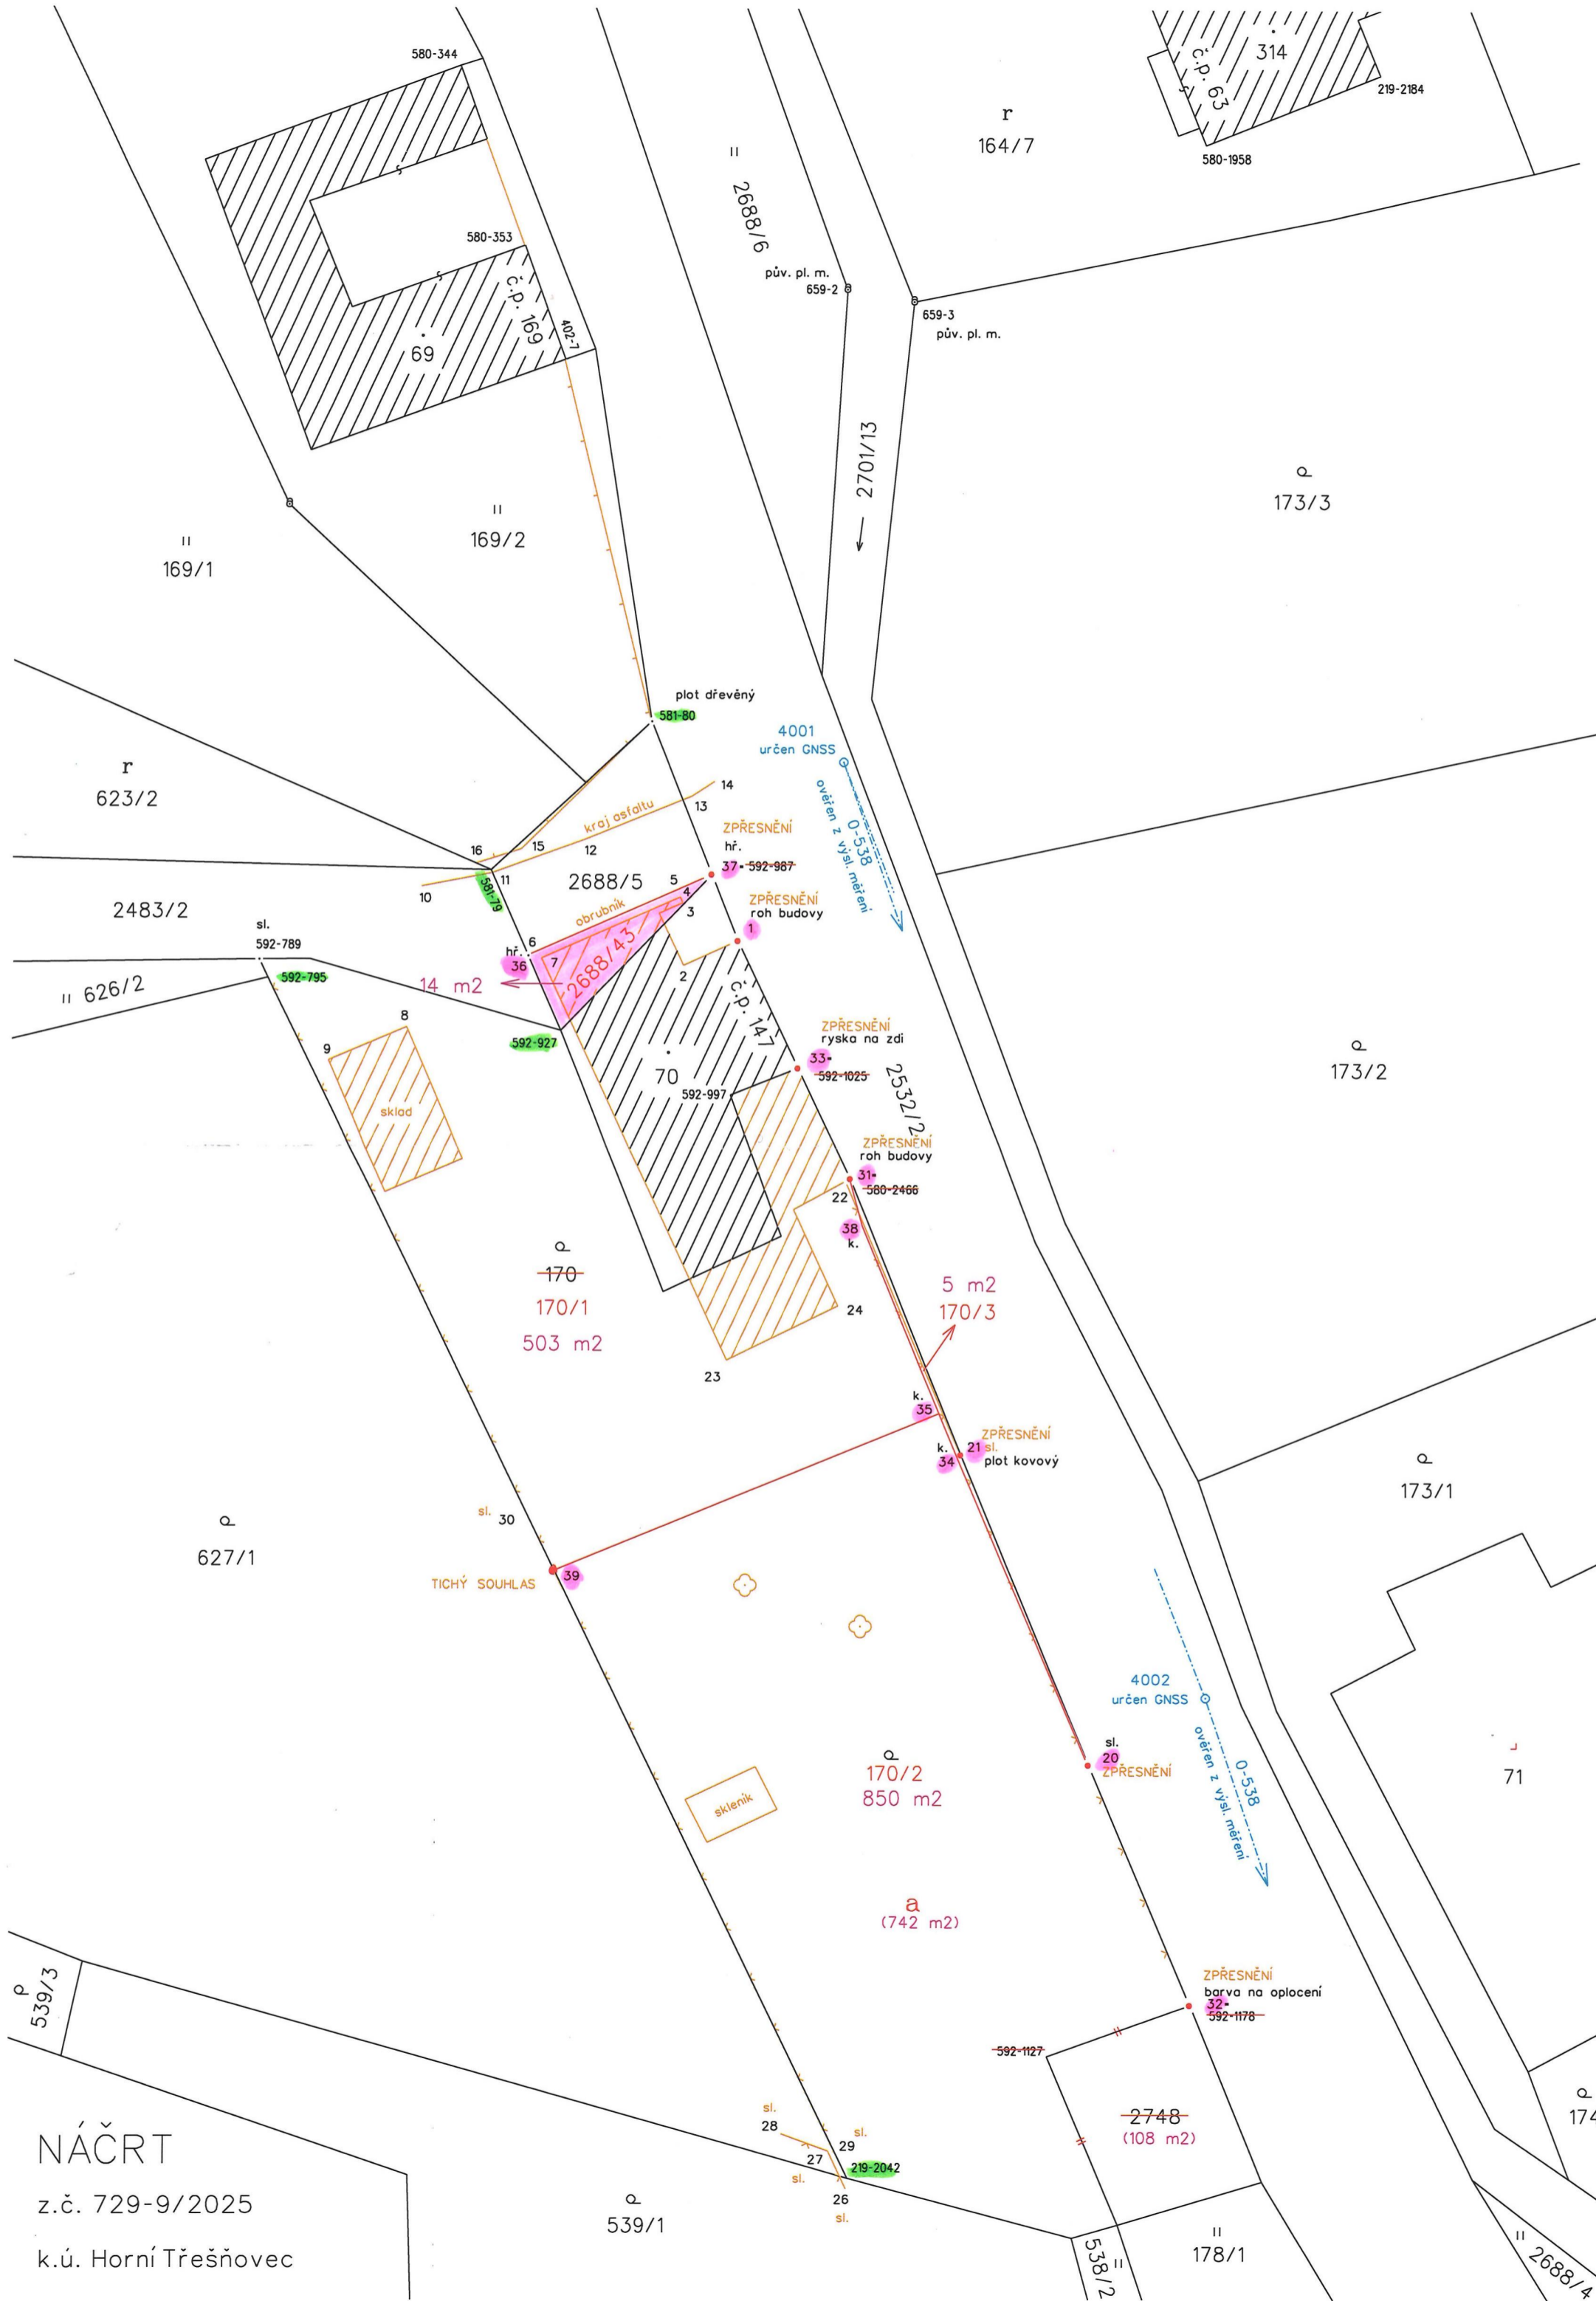 580-344
č.p. 63
314
219-2184
580-1958
r
164/7
=
2688/6
580-353
č.p. 169
402-7
69
pův. pl. m.
659-2
659-3
pův. pl. m.
2701/13
173/3
169/2
169/1
plot dřevěný
581-80
4001
určen GNSS
0-538
ověřen z výsl. měření
r
623/2
14
13
kraj asfaltu
16
15
12
ZPŘESNĚNÍ
hř.
37- 592-987
11
10
581-79
2688/5
5
4
3
obrubník
ZPŘESNĚNÍ
roh budovy
1
2483/2
sl.
592-789
6
hř.
36
7
2688/43
2
14 m2
592-795
626/2
592-927
č.p. 147
8
9
sklad
70
592-997
ZPŘESNĚNÍ
ryska na zdi
33-
592-1025
2532/2
173/2
ZPŘESNĚNÍ
roh budovy
31-
580-2466
22
38
k.
170
170/1
503 m2
5 m2
170/3
24
23
k.
35
ZPŘESNĚNÍ
k.
21
sl.
34
plot kovový
173/1
sl.
30
627/1
TICHÝ SOUHLAS
39
4002
určen GNSS
0-538
ověřen z výsl. měření
sl.
20
ZPŘESNĚNÍ
71
170/2
850 m2
skleník
a
(742 m2)
ZPŘESNĚNÍ
barva na oplocení
32-
592-1178
592-1127
539/3
2748
(108 m2)
174
sl.
28
sl.
29
27
219-2042
sl.
26
sl.
539/1
538/2
178/1
2688/4
NÁČRT
z.č. 729-9/2025
k.ú. Horní Třešňovec